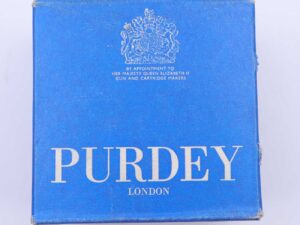 BY APPOINTMENT TO
HER MAJESTY QUEEN ELIZABETH II
GUN AND CARTRIDGE MAKERS
PURDEY
LONDON